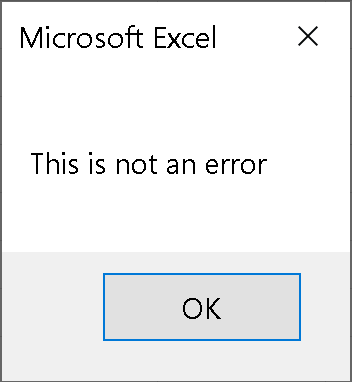 Microsoft Excel
This is not an error
OK